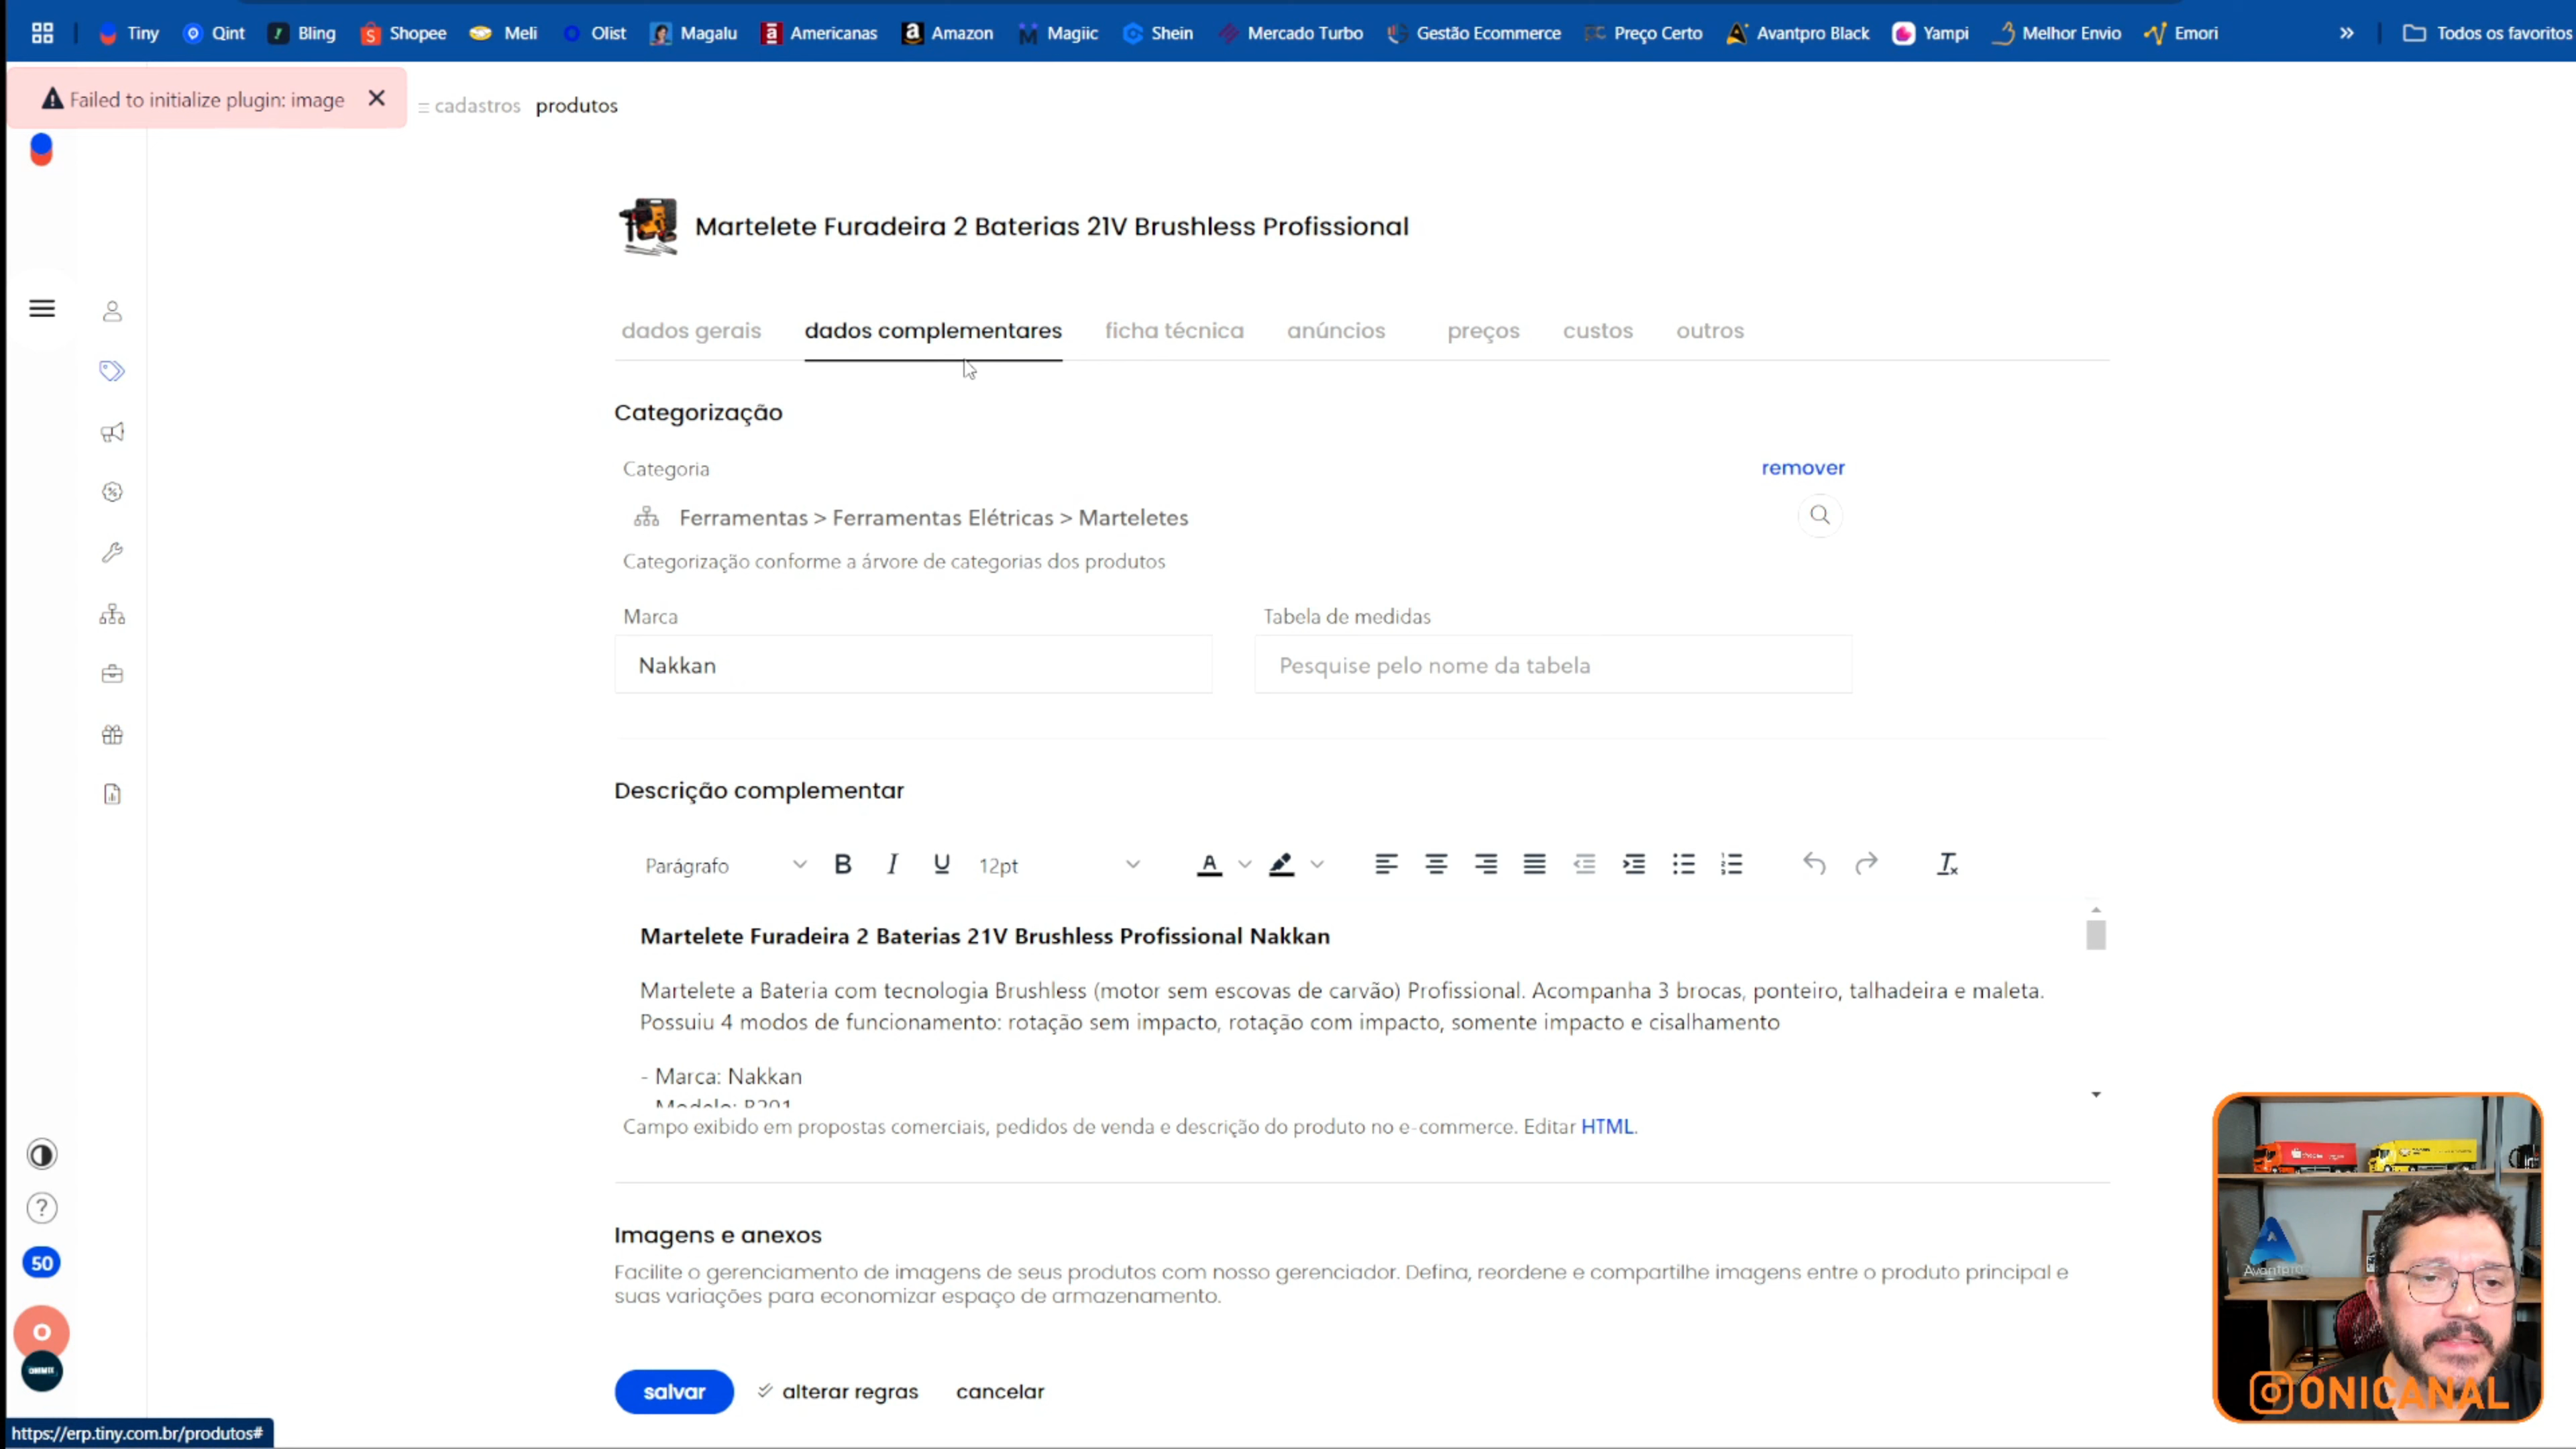 Tiny Qint Bling Shopee Meli Olist Magalu Americanas Amazon Magiic Shein Mercado Turbo Gestão Ecommerce Preço Certo Avantpro Black Yampi Melhor Envio Emori Todos os favoritos
Failed to initialize plugin: image
cadastros produtos
Martelete Furadeira 2 Baterias 21V Brushless Profissional
dados gerais dados complementares ficha técnica anúncios preços custos outros
Categorização
Categoria remover
Ferramentas > Ferramentas Elétricas > Marteletes
Categorização conforme a árvore de categorias dos produtos
Marca Tabela de medidas
Nakkan Pesquise pelo nome da tabela
Descrição complementar
Parágrafo B I U 12pt A
Martelete Furadeira 2 Baterias 21V Brushless Profissional Nakkan
Martelete a Bateria com tecnologia Brushless (motor sem escovas de carvão) Profissional. Acompanha 3 brocas, ponteiro, talhadeira e maleta.
Possuiu 4 modos de funcionamento: rotação sem impacto, rotação com impacto, somente impacto e cisalhamento
- Marca: Nakkan
Campo exibido em propostas comerciais, pedidos de venda e descrição do produto no e-commerce. Editar HTML.
Imagens e anexos
Facilite o gerenciamento de imagens de seus produtos com nosso gerenciador. Defina, reordene e compartilhe imagens entre o produto principal e
suas variações para economizar espaço de armazenamento.
50
O
salvar alterar regras cancelar
ONICANAL
https://erp.tiny.com.br/produtos#